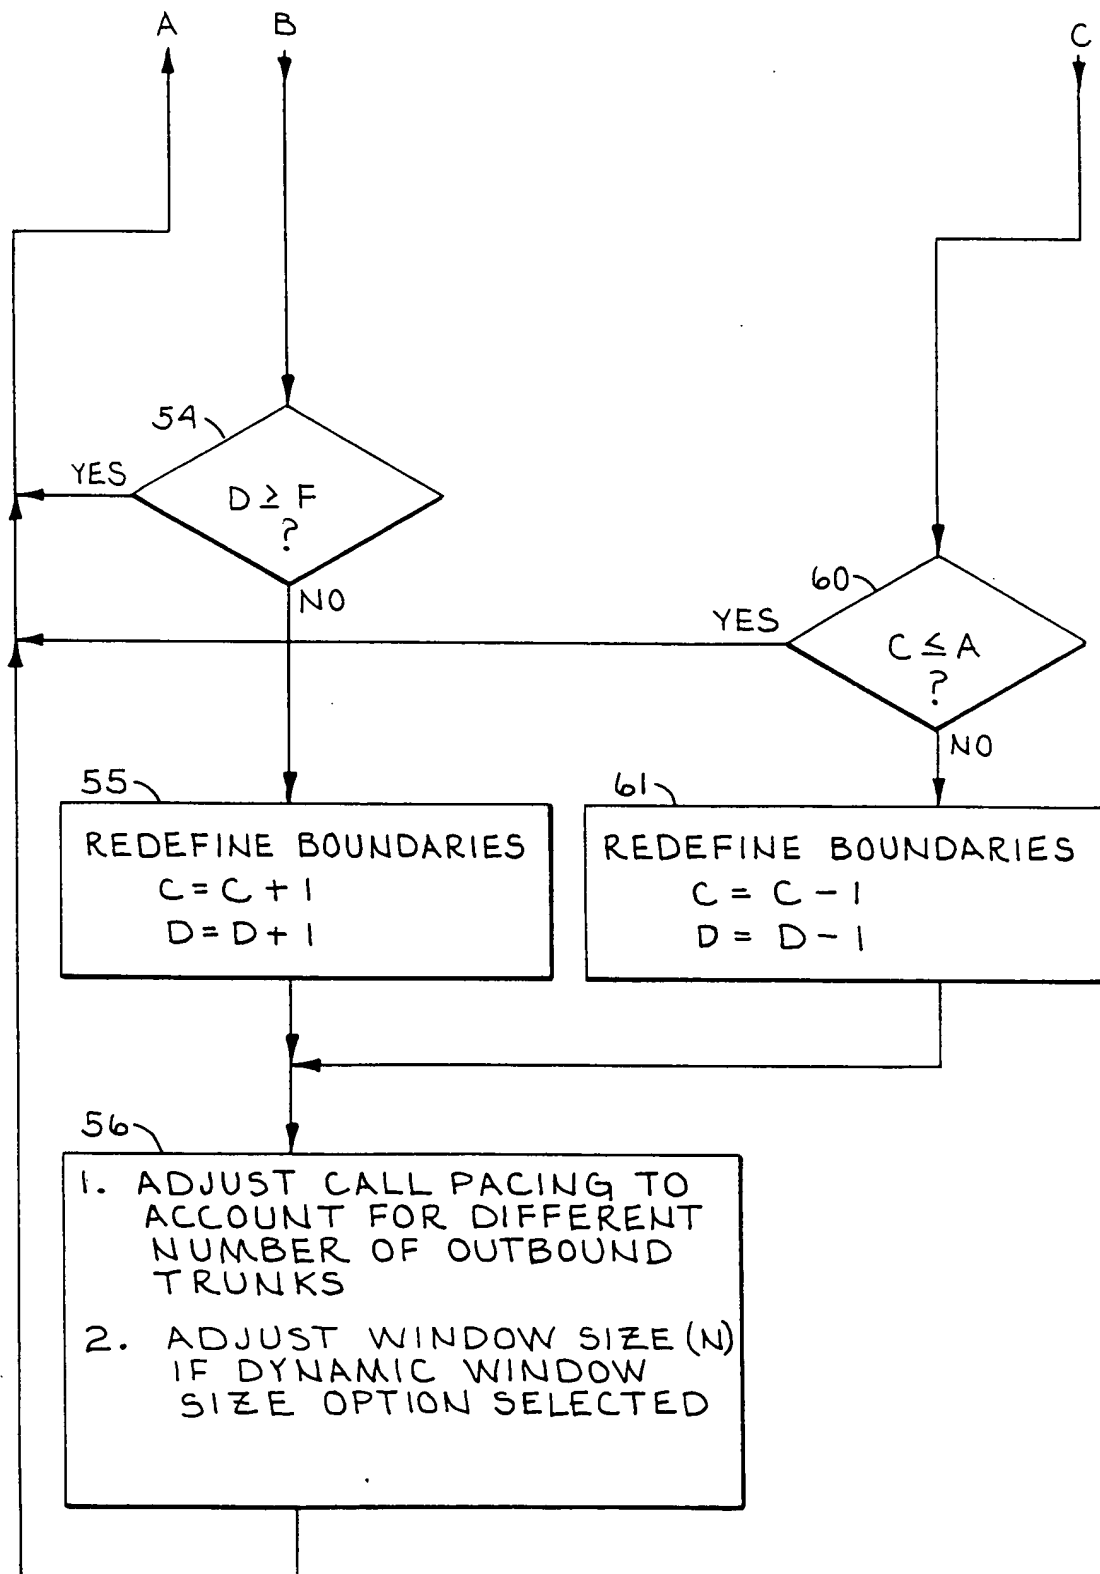 A
B
C
54
YES
D ≥ F
?
NO
60
YES
C ≤ A
?
NO
55
REDEFINE BOUNDARIES
C = C + 1
D = D + 1
61
REDEFINE BOUNDARIES
C = C - 1
D = D - 1
56
1. ADJUST CALL PACING TO
ACCOUNT FOR DIFFERENT
NUMBER OF OUTBOUND
TRUNKS
2. ADJUST WINDOW SIZE (N)
IF DYNAMIC WINDOW
SIZE OPTION SELECTED